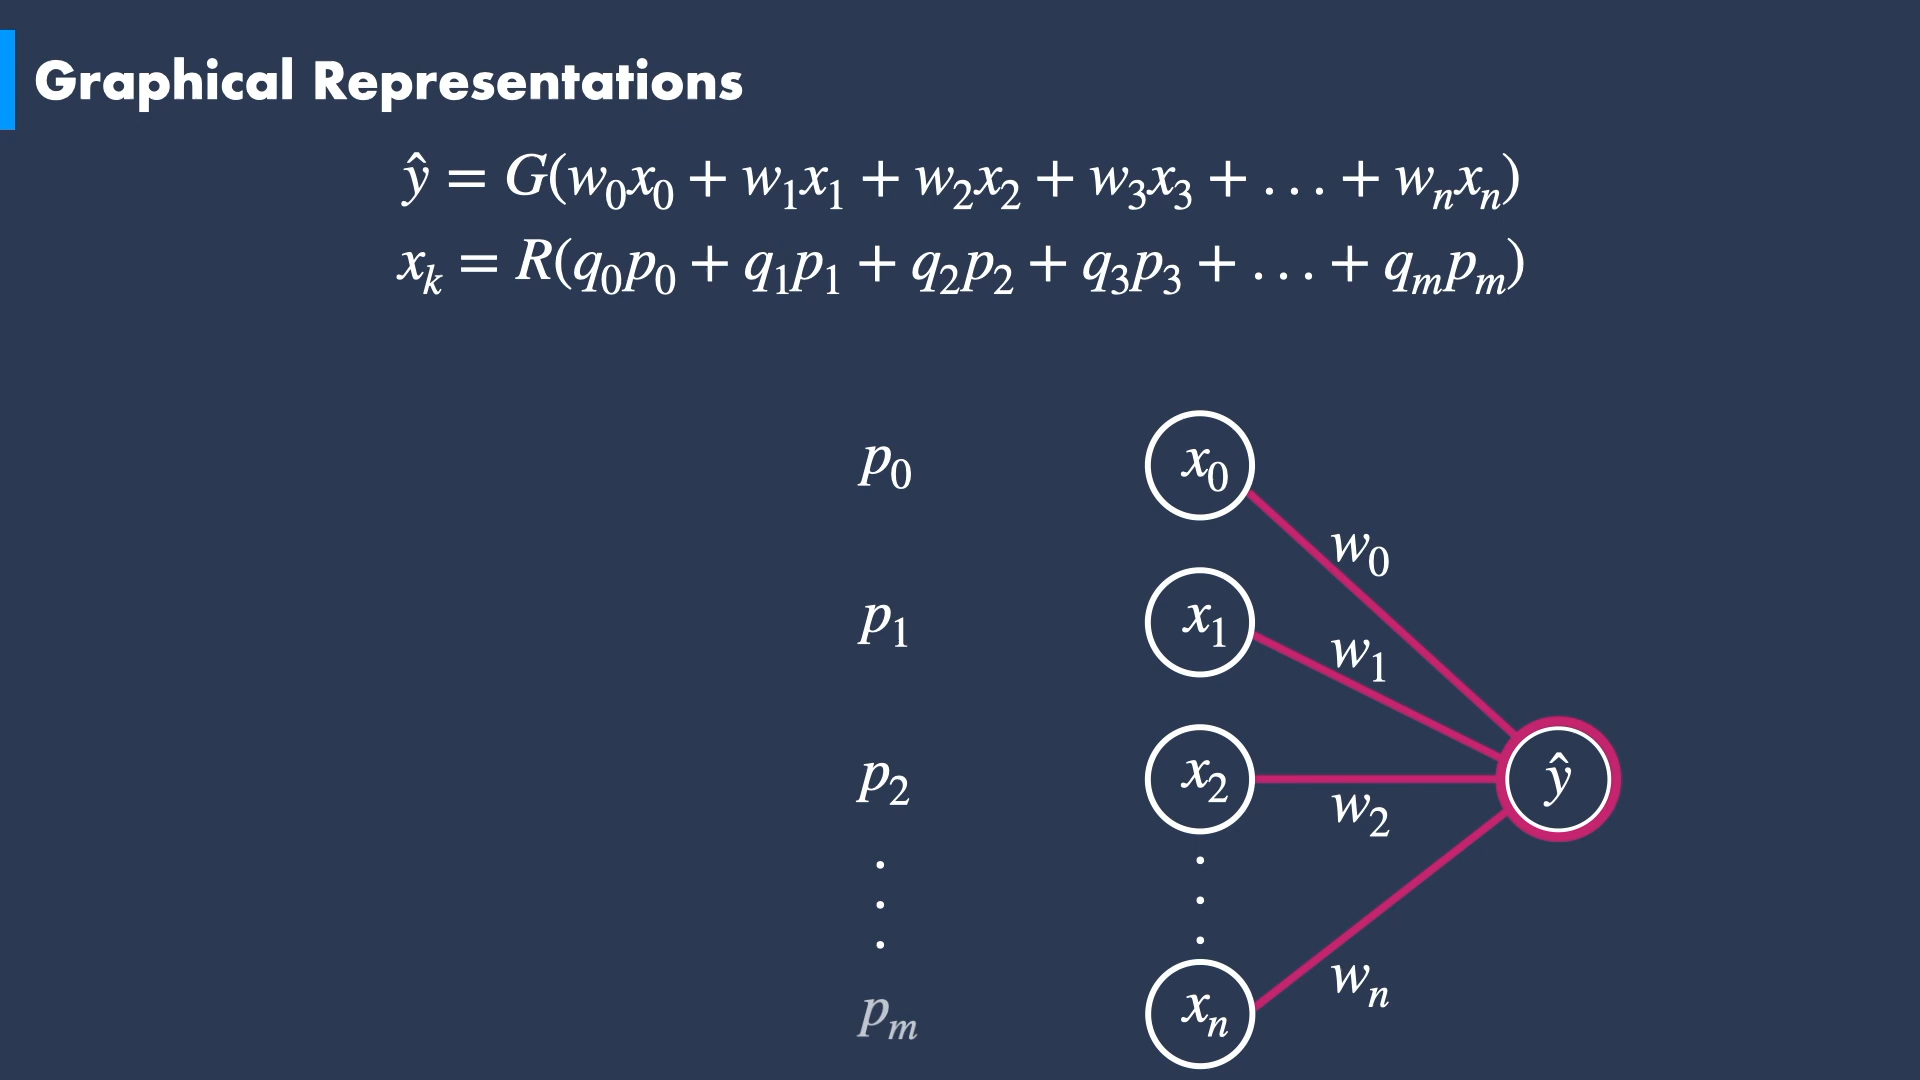 Graphical Representations
ŷ = G(w₀x₀ + w₁x₁ + w₂x₂ + w₃x₃ + . . . + wₙxₙ)
xₖ = R(q₀p₀ + q₁p₁ + q₂p₂ + q₃p₃ + . . . + qₘpₘ)
p₀ x₀
w₀
p₁ x₁
w₁
p₂ x₂ ŷ
w₂
pₘ xₙ
wₙ